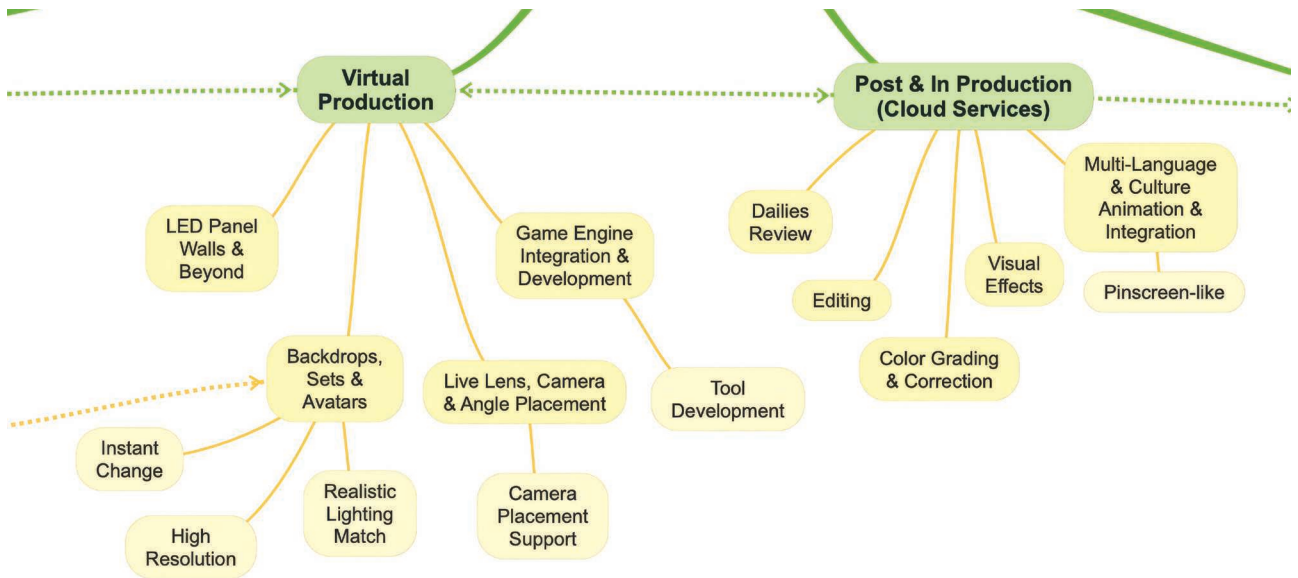 Virtual
Production
Post & In Production
(Cloud Services)
LED Panel
Walls &
Beyond
Game Engine
Integration &
Development
Backdrops,
Sets &
Avatars
Live Lens, Camera
& Angle Placement
Tool
Development
Instant
Change
High
Resolution
Realistic
Lighting
Match
Camera
Placement
Support
Dailies
Review
Editing
Color Grading
& Correction
Visual
Effects
Multi-Language
& Culture
Animation &
Integration
Pinscreen-like